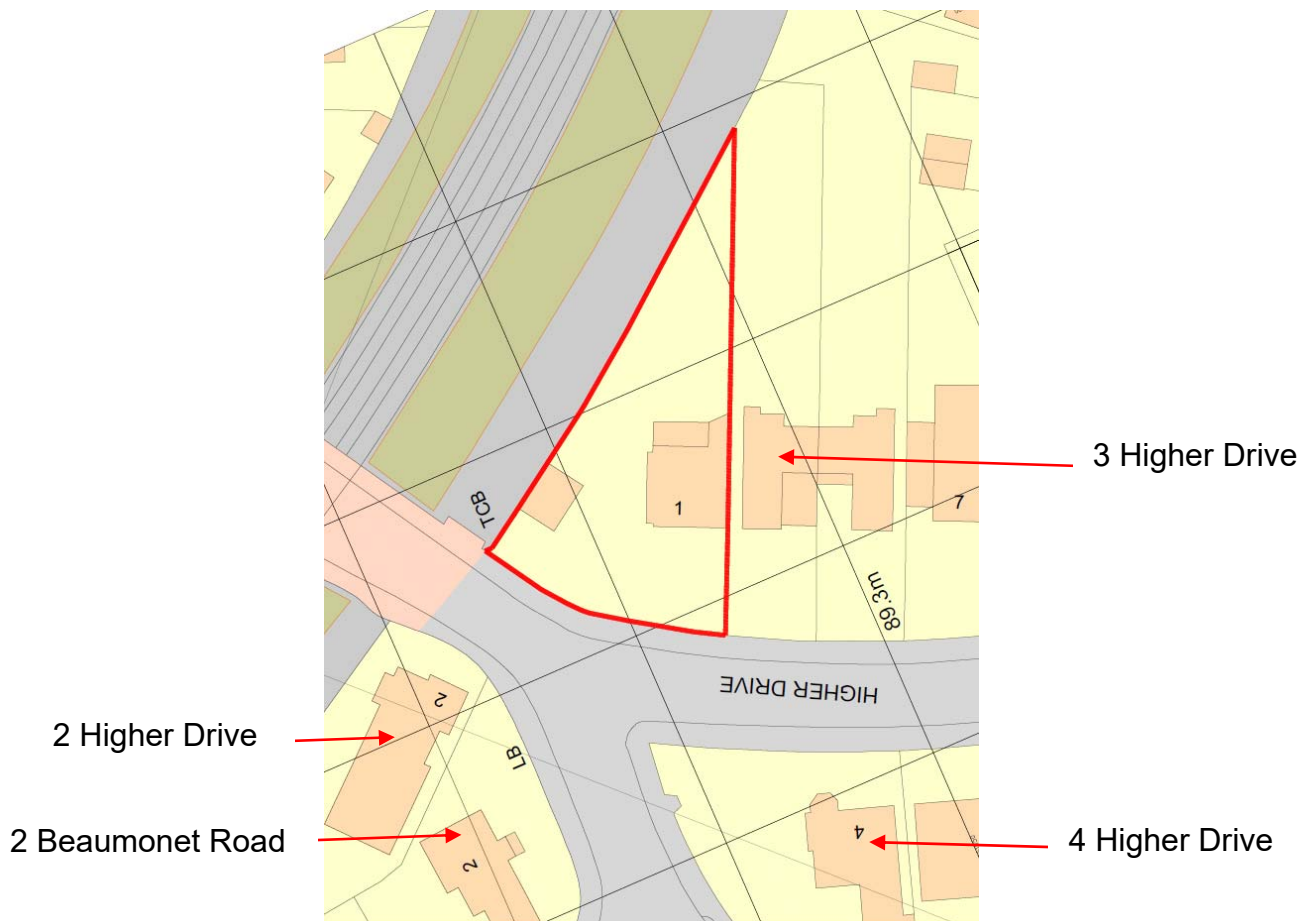 TCB
1
3 Higher Drive
7
89.3m
HIGHER DRIVE
2
2 Higher Drive
LB
2 Beaumonet Road
2
4
4 Higher Drive